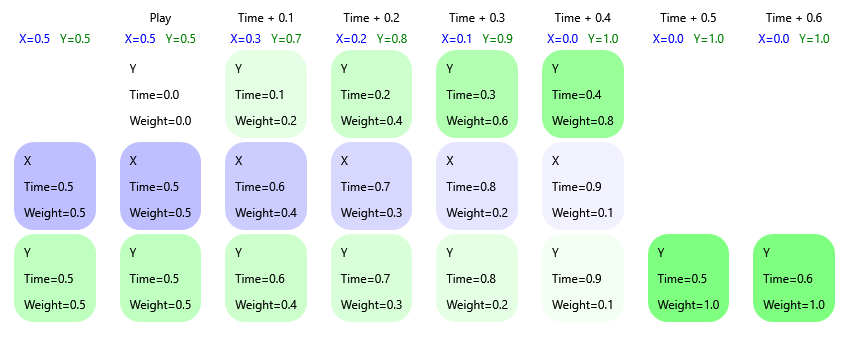 Play Time + 0.1 Time + 0.2 Time + 0.3 Time + 0.4 Time + 0.5 Time + 0.6
X=0.5 Y=0.5 X=0.5 Y=0.5 X=0.3 Y=0.7 X=0.2 Y=0.8 X=0.1 Y=0.9 X=0.0 Y=1.0 X=0.0 Y=1.0 X=0.0 Y=1.0
Y Y Y Y Y
Time=0.0 Time=0.1 Time=0.2 Time=0.3 Time=0.4
Weight=0.0 Weight=0.2 Weight=0.4 Weight=0.6 Weight=0.8
X X X X X X
Time=0.5 Time=0.5 Time=0.6 Time=0.7 Time=0.8 Time=0.9
Weight=0.5 Weight=0.5 Weight=0.4 Weight=0.3 Weight=0.2 Weight=0.1
Y Y Y Y Y Y Y Y
Time=0.5 Time=0.5 Time=0.6 Time=0.7 Time=0.8 Time=0.9 Time=0.5 Time=0.6
Weight=0.5 Weight=0.5 Weight=0.4 Weight=0.3 Weight=0.2 Weight=0.1 Weight=1.0 Weight=1.0